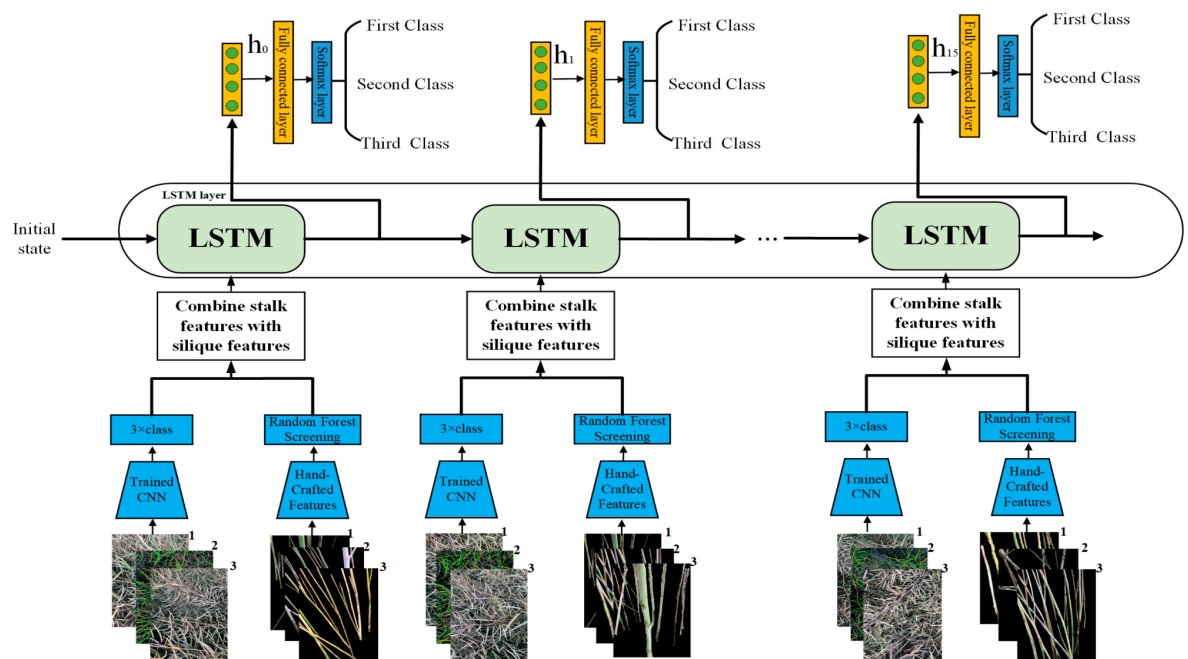 First Class
Second Class
Third Class
h0
Fully connected layer
Softmax layer
First Class
Second Class
Third Class
h1
Fully connected layer
Softmax layer
First Class
Second Class
Third Class
h15
Fully connected layer
Softmax layer
LSTM layer
Initial
state
LSTM
LSTM
...
LSTM
Combine stalk
features with
silique features
Combine stalk
features with
silique features
Combine stalk
features with
silique features
3×class
Random Forest
Screening
3×class
Random Forest
Screening
3×class
Random Forest
Screening
Trained
CNN
Hand-
Crafted
Features
Trained
CNN
Hand-
Crafted
Features
Trained
CNN
Hand-
Crafted
Features
1
2
3
1
2
3
1
2
3
1
2
3
1
2
3
1
2
3